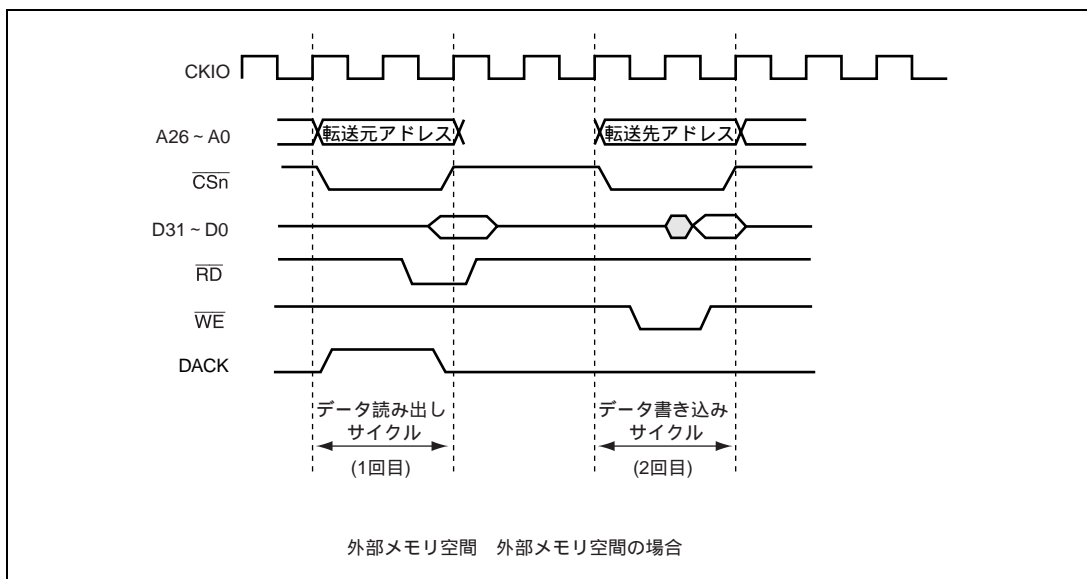 CKIO
A26 ~ A0
転送元アドレス
転送先アドレス
CSn
D31 ~ D0
RD
WE
DACK
データ読み出し
サイクル
(1回目)
データ書き込み
サイクル
(2回目)
外部メモリ空間　外部メモリ空間の場合